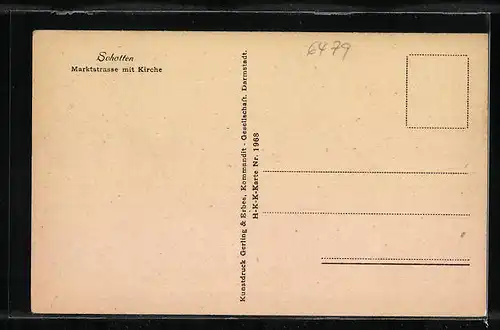 Schotten
Marktstrasse mit Kirche
6479
Kunstdruck Gerling & Erbes, Kommandit-Gesellschaft, Darmstadt.
H-K-K-Karte Nr. 1968